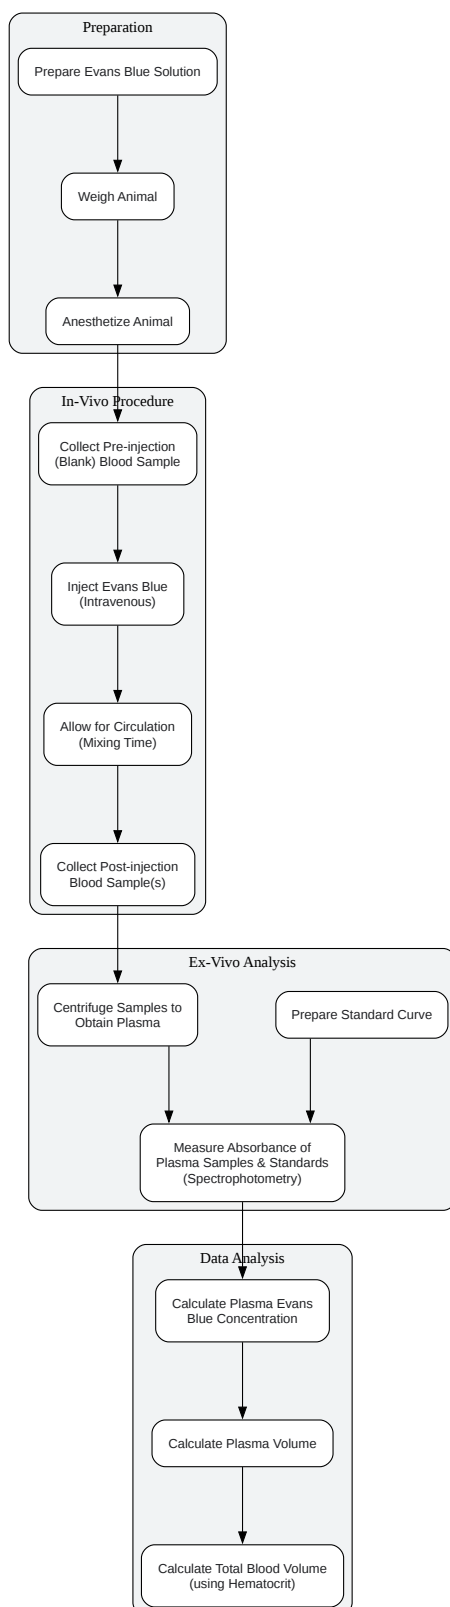 Preparation
Prepare Evans Blue Solution
Weigh Animal
Anesthetize Animal
In-Vivo Procedure
Collect Pre-injection
(Blank) Blood Sample
Inject Evans Blue
(Intravenous)
Allow for Circulation
(Mixing Time)
Collect Post-injection
Blood Sample(s)
Ex-Vivo Analysis
Centrifuge Samples to
Obtain Plasma
Prepare Standard Curve
Measure Absorbance of
Plasma Samples & Standards
(Spectrophotometry)
Data Analysis
Calculate Plasma Evans
Blue Concentration
Calculate Plasma Volume
Calculate Total Blood Volume
(using Hematocrit)